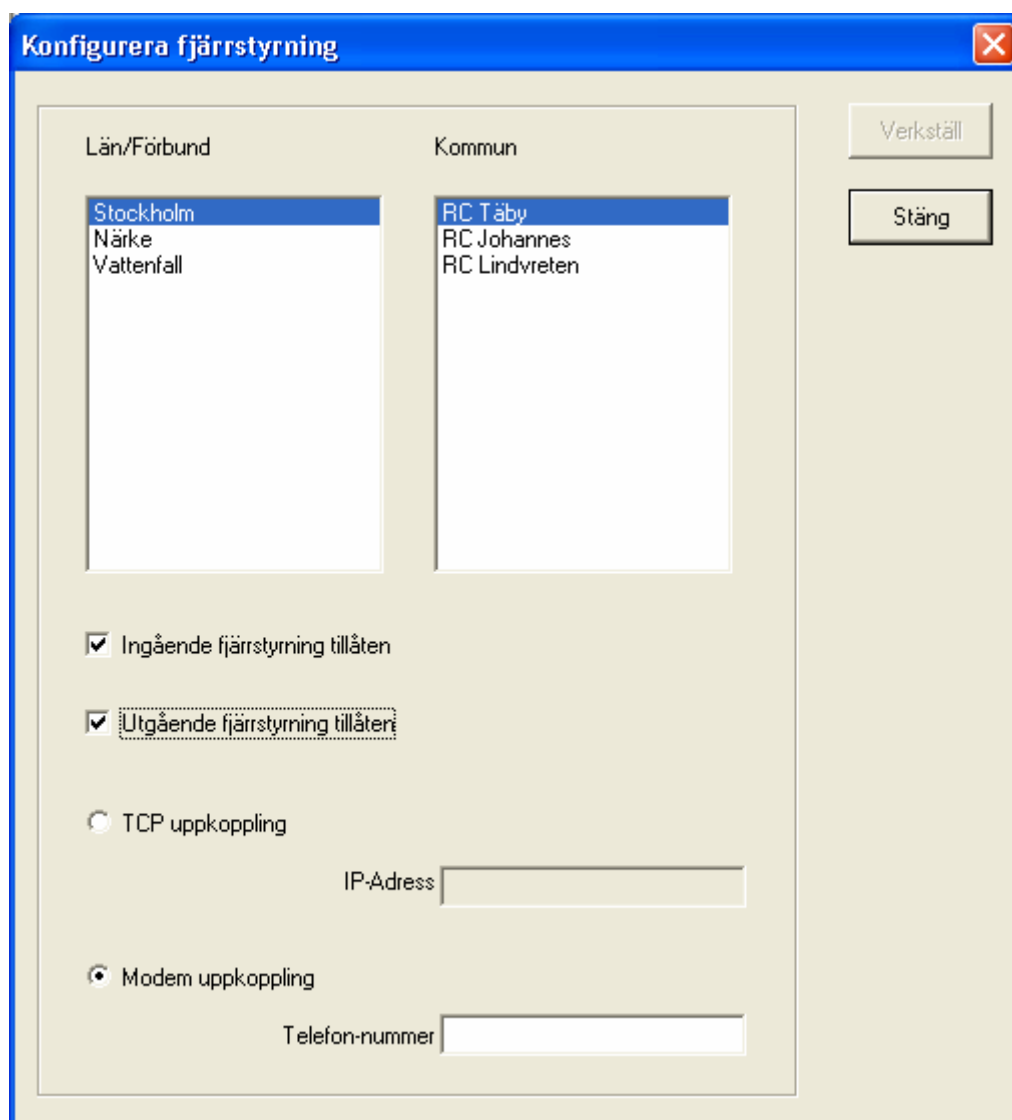 Konfigurera fjärrstyrning
Län/Förbund
Kommun
Verkställ
Stäng
Stockholm
Närke
Vattenfall
RC Täby
RC Johannes
RC Lindvreten
Ingående fjärrstyrning tillåten
Utgående fjärrstyrning tillåten
TCP uppkoppling
IP-Adress
Modem uppkoppling
Telefon-nummer